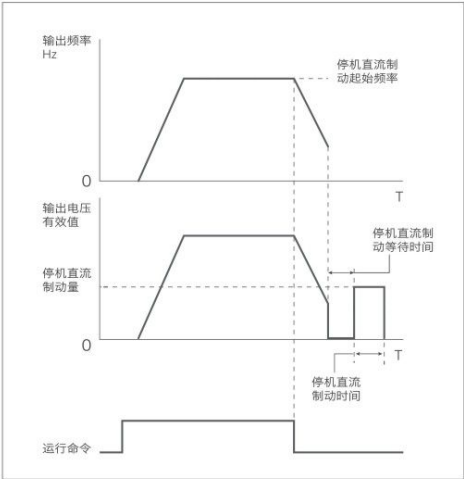 输出频率
Hz
停机直流制
动起始频率
0
T
输出电压
有效值
停机直流制
动等待时间
停机直流
制动量
0
T
停机直流
制动时间
运行命令